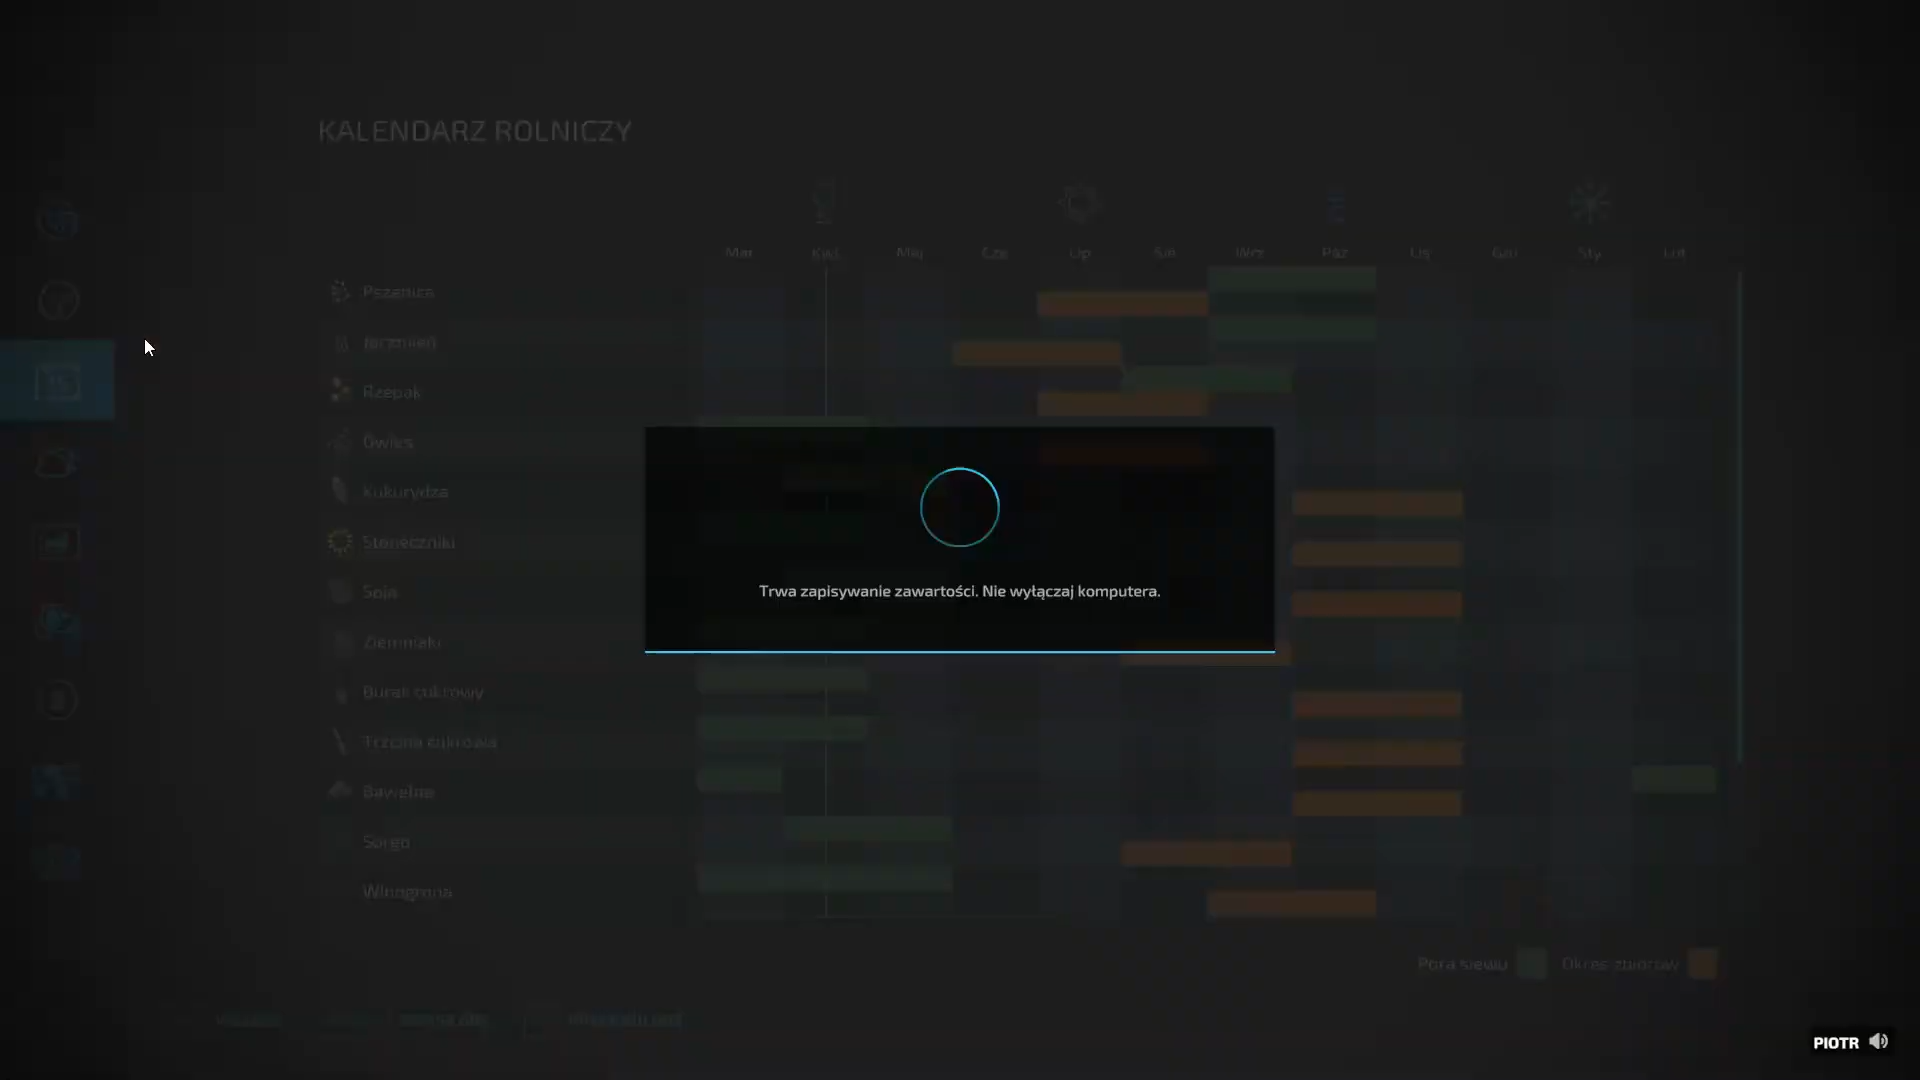 KALENDARZ ROLNICZY
Mar Kwi Maj Cze Lip Sie Wrz Paź Lis Gru Sty Lut
Pszenica
Jęczmień
Rzepak
Owies
Kukurydza
Słoneczniki
Soja
Ziemniaki
Burak cukrowy
Trzcina cukrowa
Bawełna
Sorgo
Winogrona
Trwa zapisywanie zawartości. Nie wyłączaj komputera.
Pora siewu Okres zbiorów
PIOTR